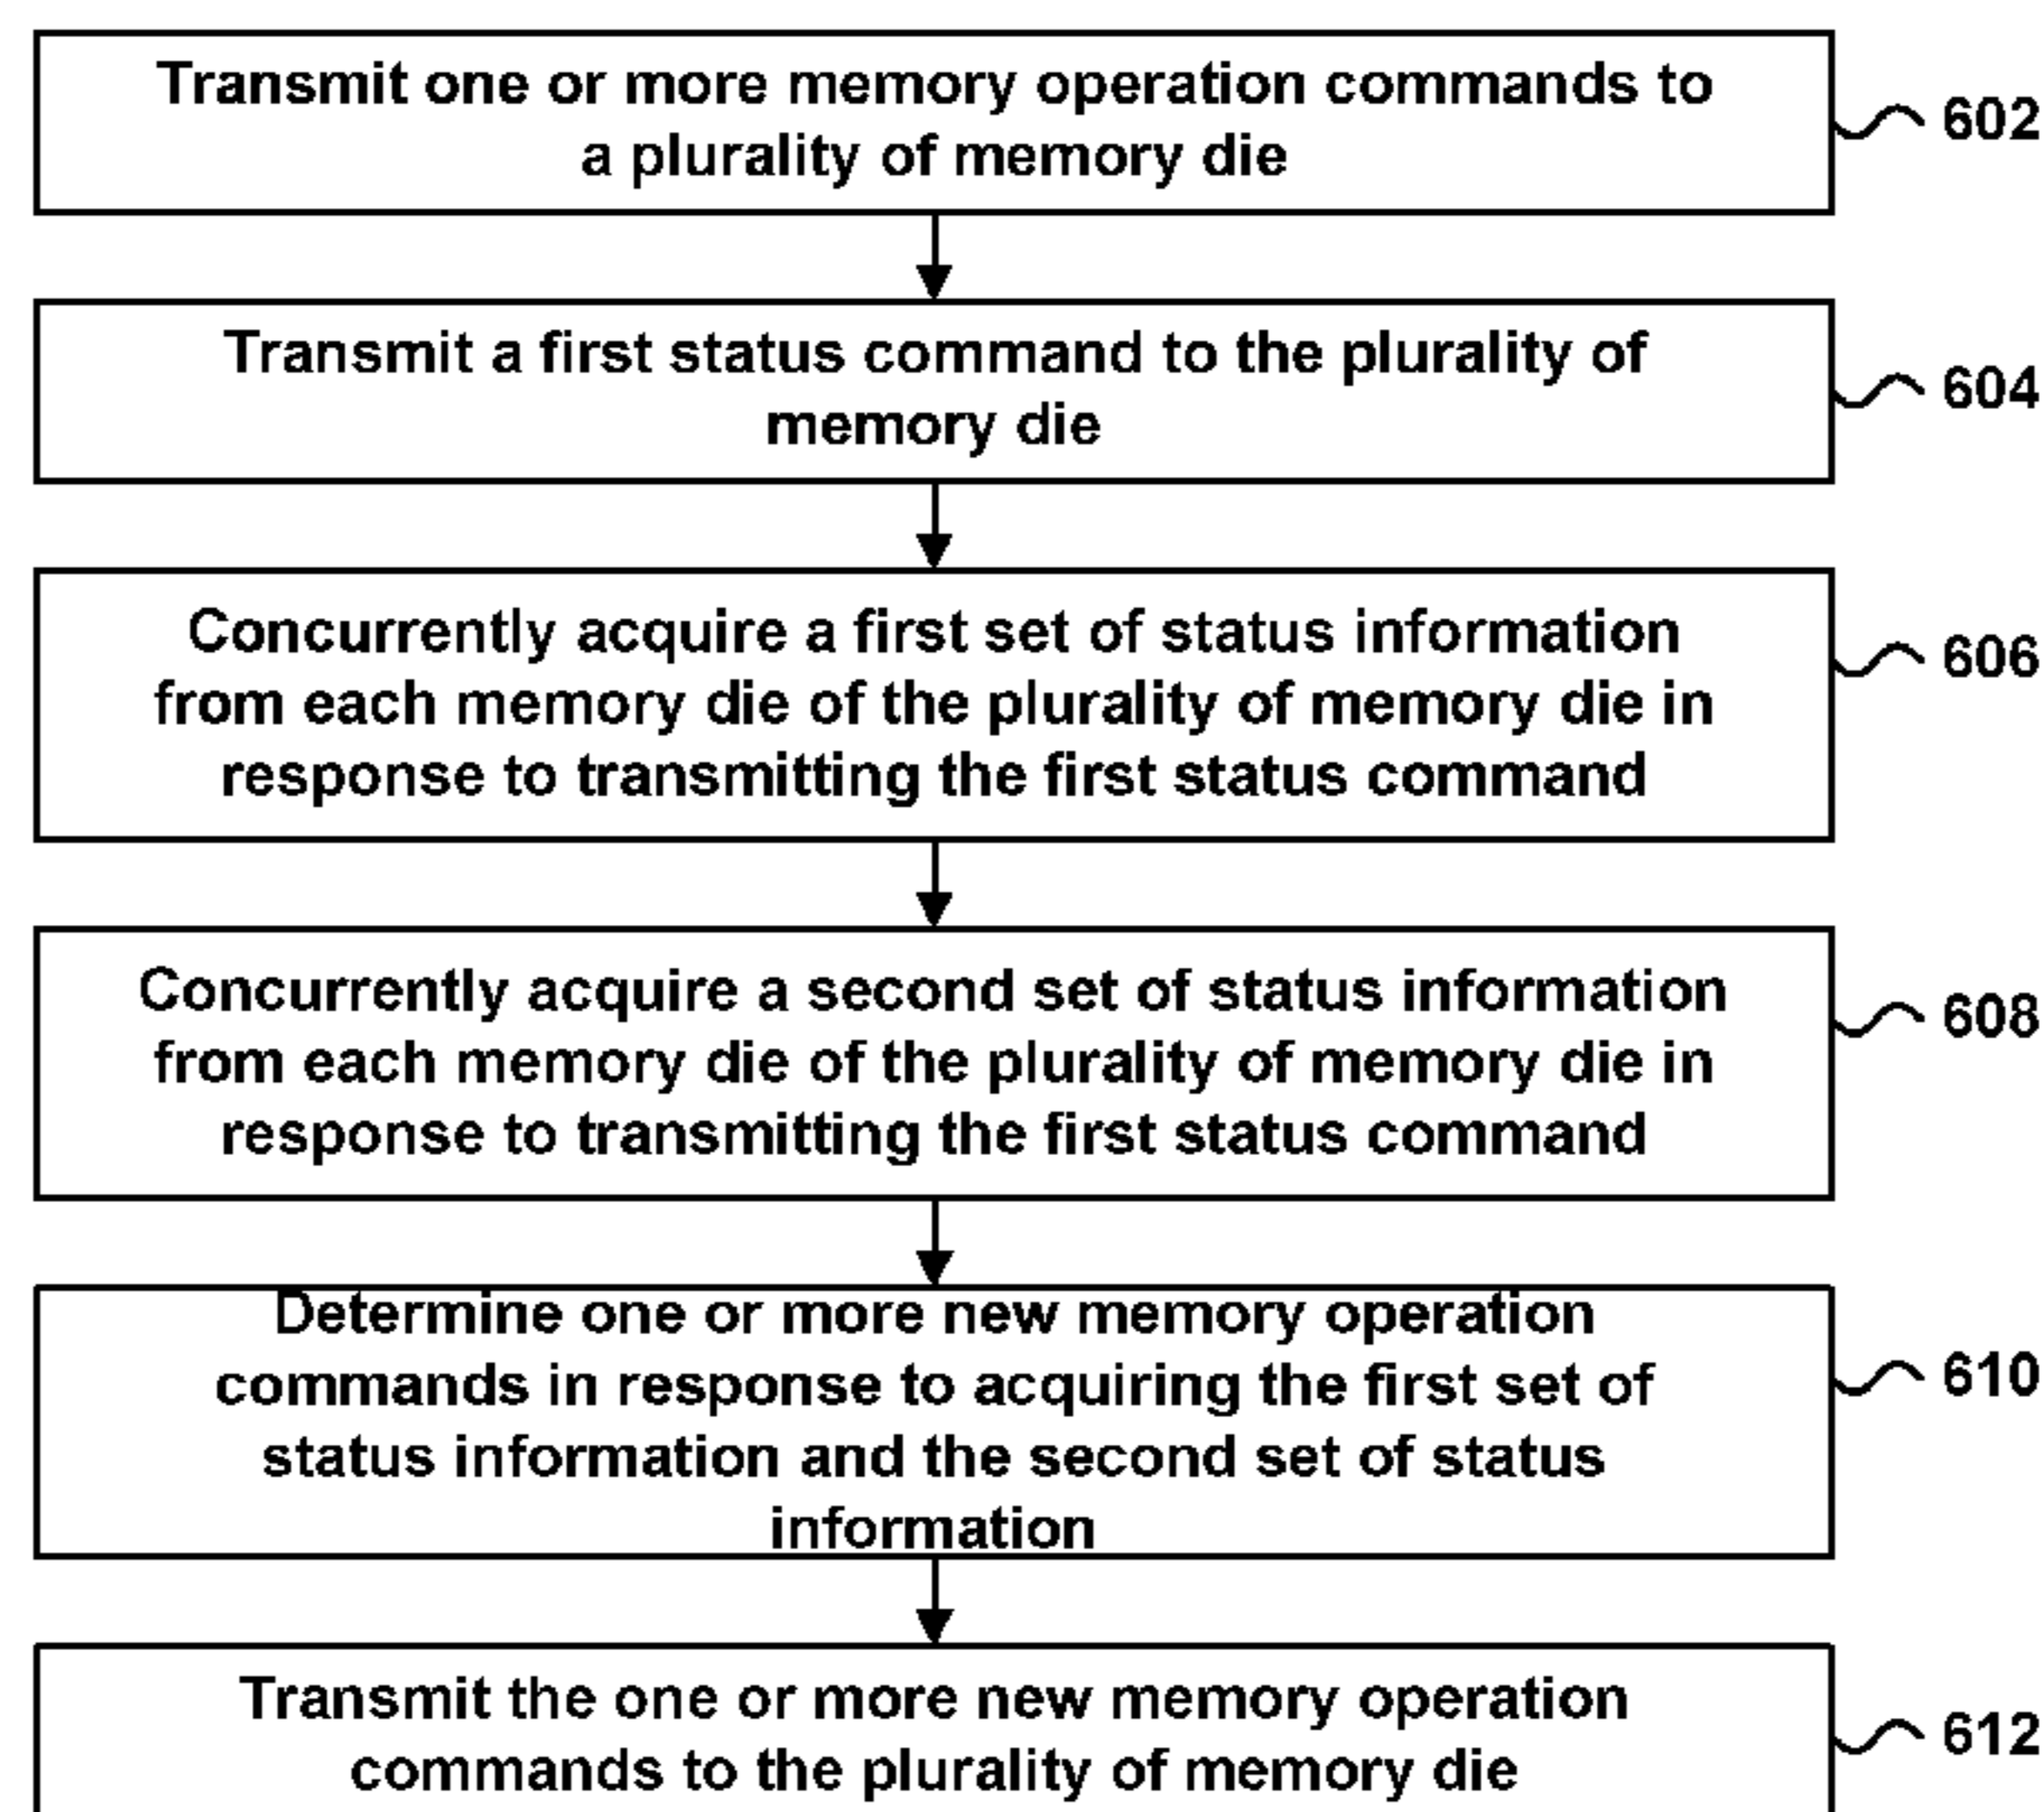 Transmit one or more memory operation commands to
a plurality of memory die
602
Transmit a first status command to the plurality of
memory die
604
Concurrently acquire a first set of status information
from each memory die of the plurality of memory die in
response to transmitting the first status command
606
Concurrently acquire a second set of status information
from each memory die of the plurality of memory die in
response to transmitting the first status command
608
Determine one or more new memory operation
commands in response to acquiring the first set of
status information and the second set of status
information
610
Transmit the one or more new memory operation
commands to the plurality of memory die
612